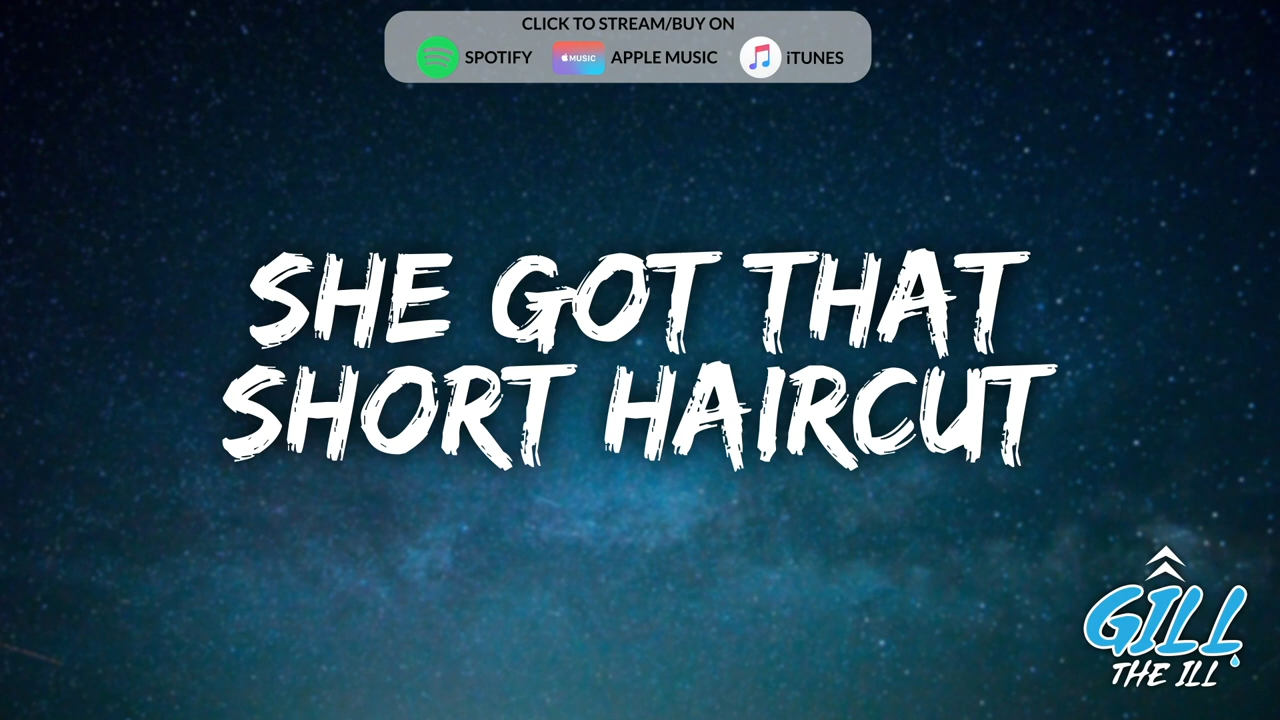 CLICK TO STREAM/BUY ON
SPOTIFY MUSIC APPLE MUSIC iTUNES
SHE GOT THAT
SHORT HAIRCUT
GILL
THE ILL